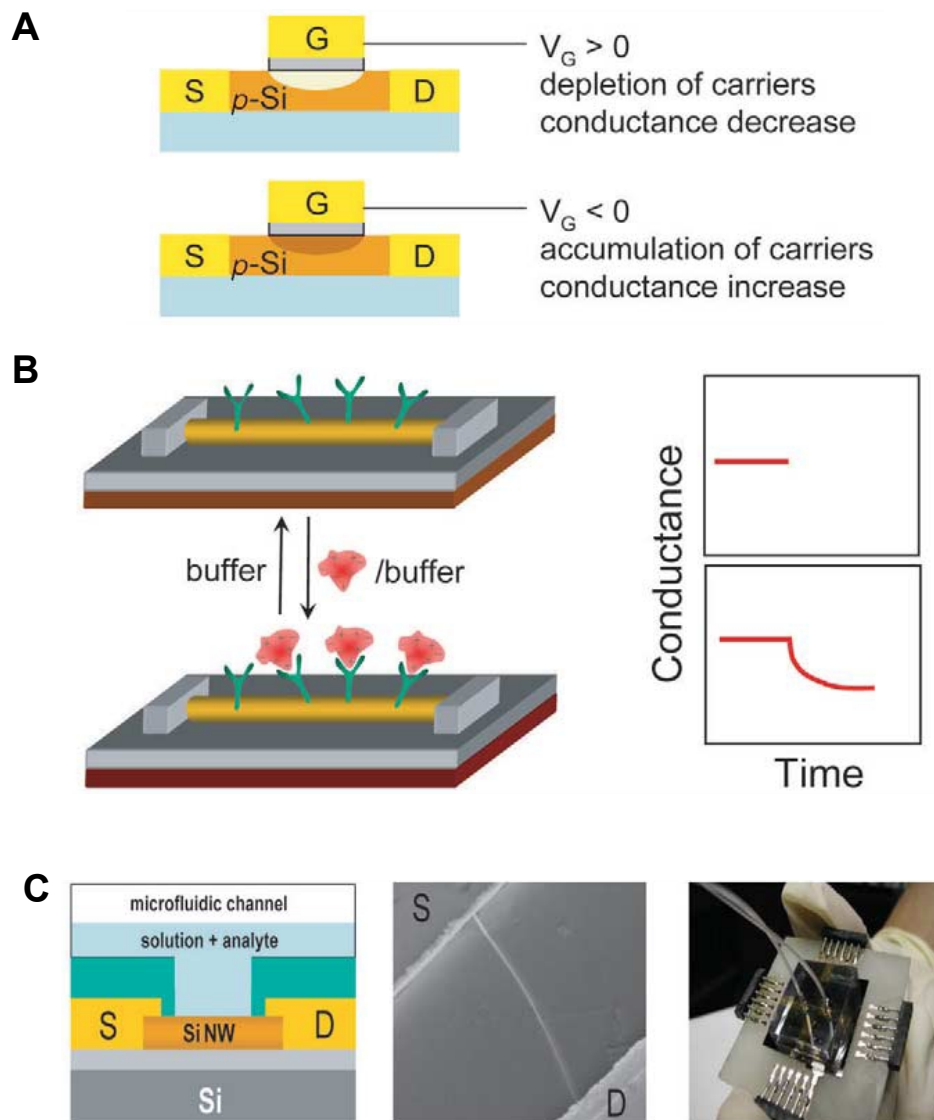 A
G
S
p-Si
D
V_G > 0
depletion of carriers
conductance decrease
G
S
p-Si
D
V_G < 0
accumulation of carriers
conductance increase
B
buffer
/buffer
Conductance
Time
C
microfluidic channel
solution + analyte
S
Si NW
D
Si
S
D